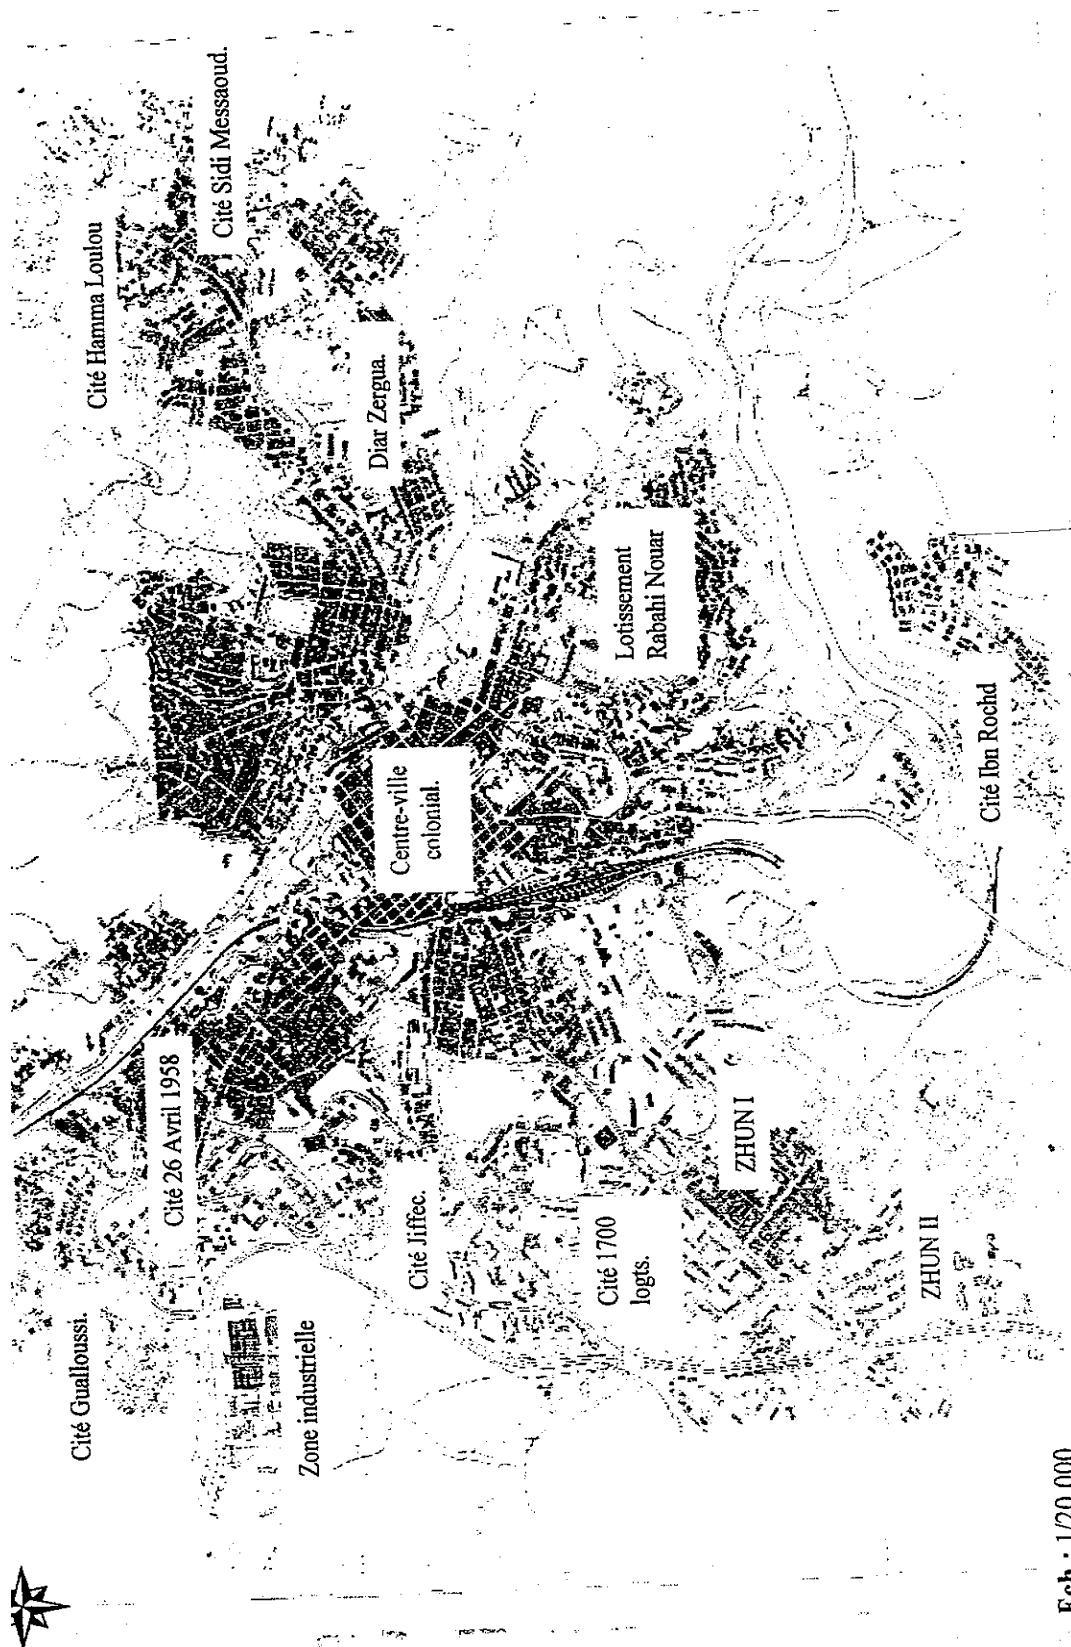 Cité Gualloussi.
Cité Hamma Loulou
Cité 26 Avril 1958
Cité Sidi Messaoud.
Zone industrielle
Diar Zergua.
Centre-ville
colonial.
Cité Jiffec.
Cité 1700
logts.
Lotissement
Rabahi Nouar
ZHUN I
ZHUN II
Cité Ibn Rochd
Ech : 1/20 000